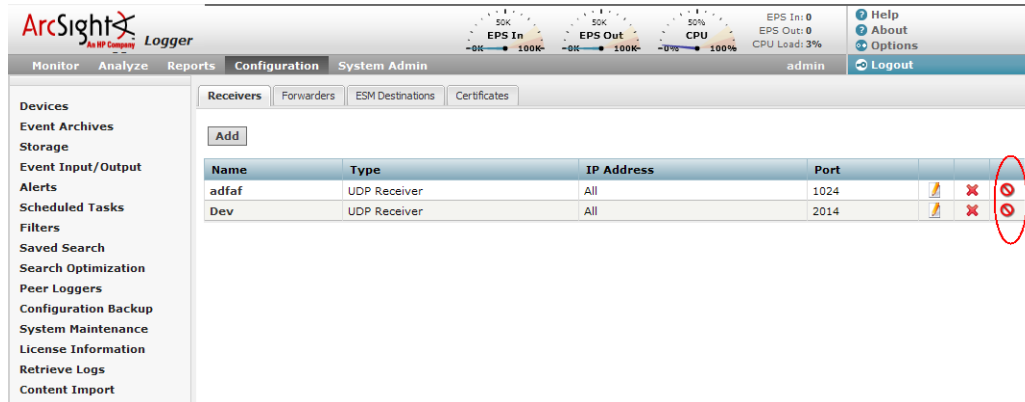 ArcSight
An HP Company
Logger
50K
EPS In
-0K 100K-
50K
EPS Out
-0K 100K-
50%
CPU
-0% 100%
EPS In: 0
EPS Out: 0
CPU Load: 3%
Help
About
Options
Monitor Analyze Reports Configuration System Admin admin Logout
Devices
Event Archives
Storage
Event Input/Output
Alerts
Scheduled Tasks
Filters
Saved Search
Search Optimization
Peer Loggers
Configuration Backup
System Maintenance
License Information
Retrieve Logs
Content Import
Receivers Forwarders ESM Destinations Certificates
Add
Name Type IP Address Port
adfaf UDP Receiver All 1024
Dev UDP Receiver All 2014